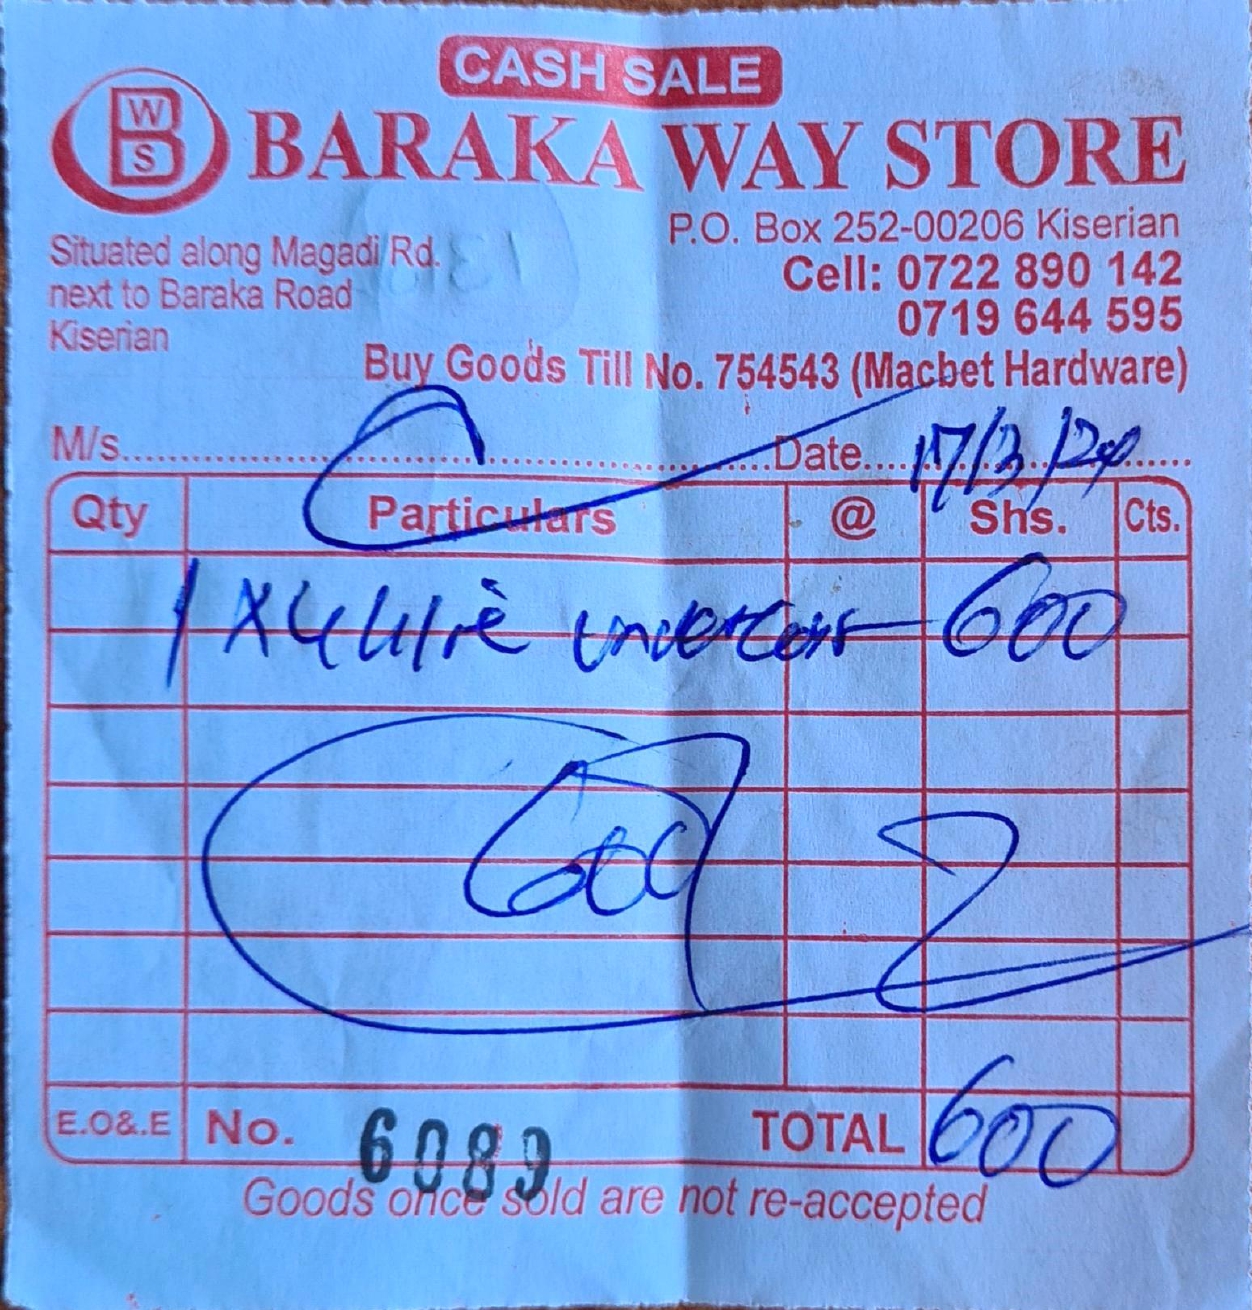 CASH SALE
W
B
S
BARAKA WAY STORE
P.O. Box 252-00206 Kiserian
Situated along Magadi Rd.
next to Baraka Road
Kiserian
Cell: 0722 890 142
0719 644 595
Buy Goods Till No. 754543 (Macbet Hardware)
M/s. Date 17/3/24
Qty Particulars @ Shs. Cts.
1 X 4 undercoat 600
600
E.O&.E No. 6089 TOTAL 600
Goods once sold are not re-accepted